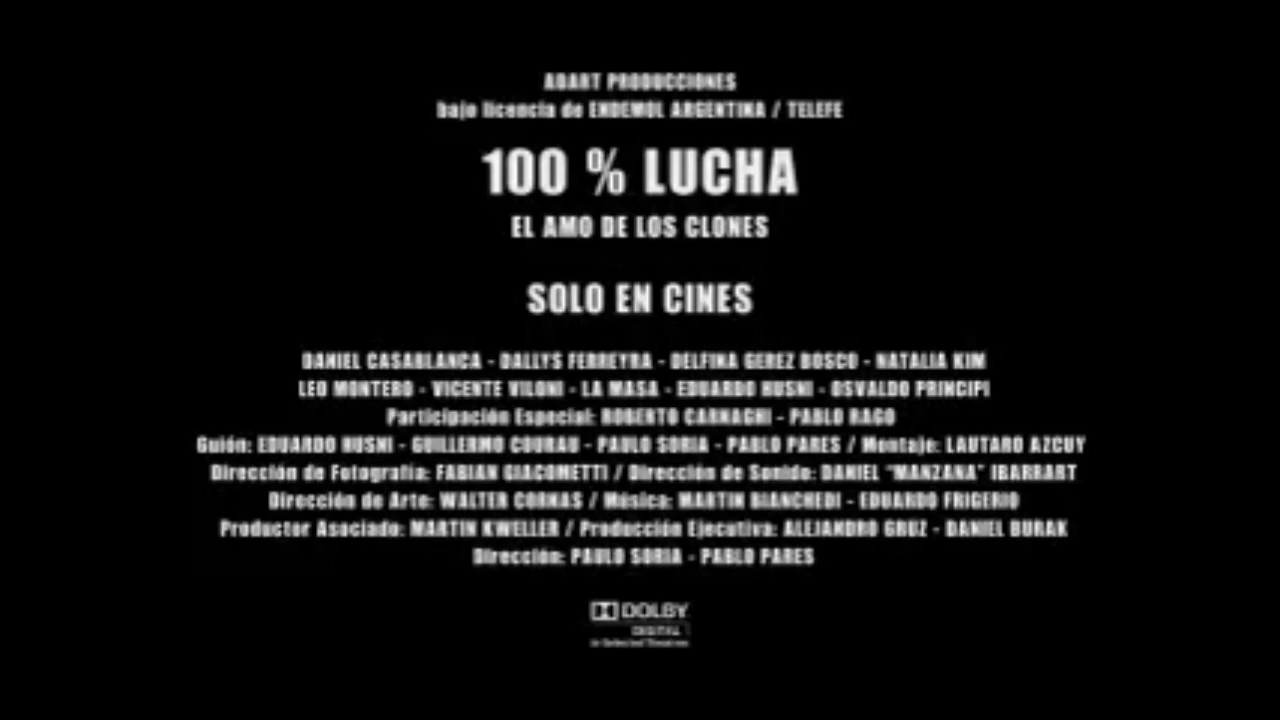 ABART PRODUCCIONES
bajo licencia de ENDEMOL ARGENTINA / TELEFE
100 % LUCHA
EL AMO DE LOS CLONES
SOLO EN CINES
DANIEL CASABLANCA - DALLYS FERREYRA - DELFINA GEREZ BOSCO - NATALIA KIM
LEO MONTERO - VICENTE VILONI - LA MASA - EDUARDO HUSNI - OSVALDO PRINCIPI
Participación Especial: ROBERTO CARNAGHI - PABLO RAGO
Guión: EDUARDO HUSNI - GUILLERMO COURAU - PAULO SORIA - PABLO PARES / Montaje: LAUTARO AZCUY
Dirección de Fotografía: FABIAN GIACOMETTI / Dirección de Sonido: DANIEL "MANZANA" IBARRART
Dirección de Arte: WALTER CORNAS / Música: MARTIN BIANCHEDI - EDUARDO FRIGERIO
Productor Asociado: MARTIN KWELLER / Producción Ejecutiva: ALEJANDRO GRUZ - DANIEL BURAK
Dirección: PAULO SORIA - PABLO PARES
DOLBY
DIGITAL
In Selected Theatres